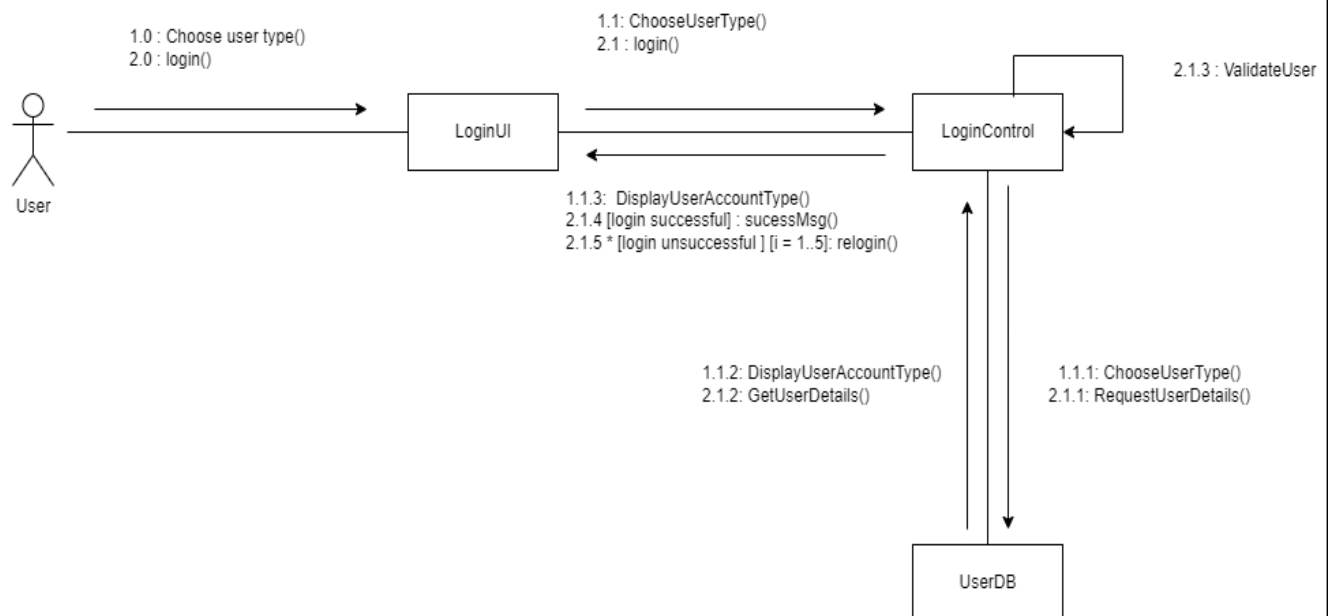 1.0 : Choose user type()
2.0 : login()
1.1: ChooseUserType()
2.1 : login()
2.1.3 : ValidateUser
User
LoginUI
LoginControl
1.1.3:  DisplayUserAccountType()
2.1.4 [login successful] : sucessMsg()
2.1.5 * [login unsuccessful ] [i = 1..5]: relogin()
1.1.2: DisplayUserAccountType()
2.1.2: GetUserDetails()
1.1.1: ChooseUserType()
2.1.1: RequestUserDetails()
UserDB